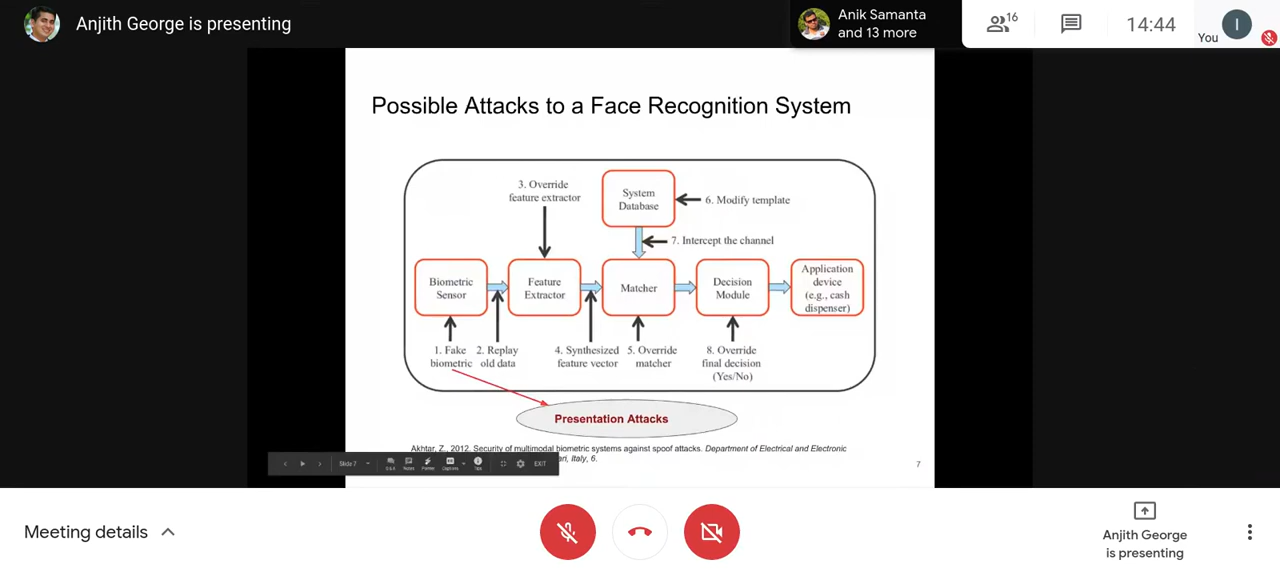 Anjith George is presenting
Anik Samanta
and 13 more
16
14:44
You
I
Possible Attacks to a Face Recognition System
3. Override
feature extractor
System
Database
6. Modify template
7. Intercept the channel
Biometric
Sensor
Feature
Extractor
Matcher
Decision
Module
Application
device
(e.g., cash
dispenser)
1. Fake
biometric
2. Replay
old data
4. Synthesized
feature vector
5. Override
matcher
8. Override
final decision
(Yes/No)
Presentation Attacks
Akhtar, Z., 2012. Security of multimodal biometric systems against spoof attacks. Department of Electrical and Electronic
Italy, 6.
7
Slide 7
Q&A
Notes
Pointer
Captions
Tips
EXIT
Meeting details
Anjith George
is presenting